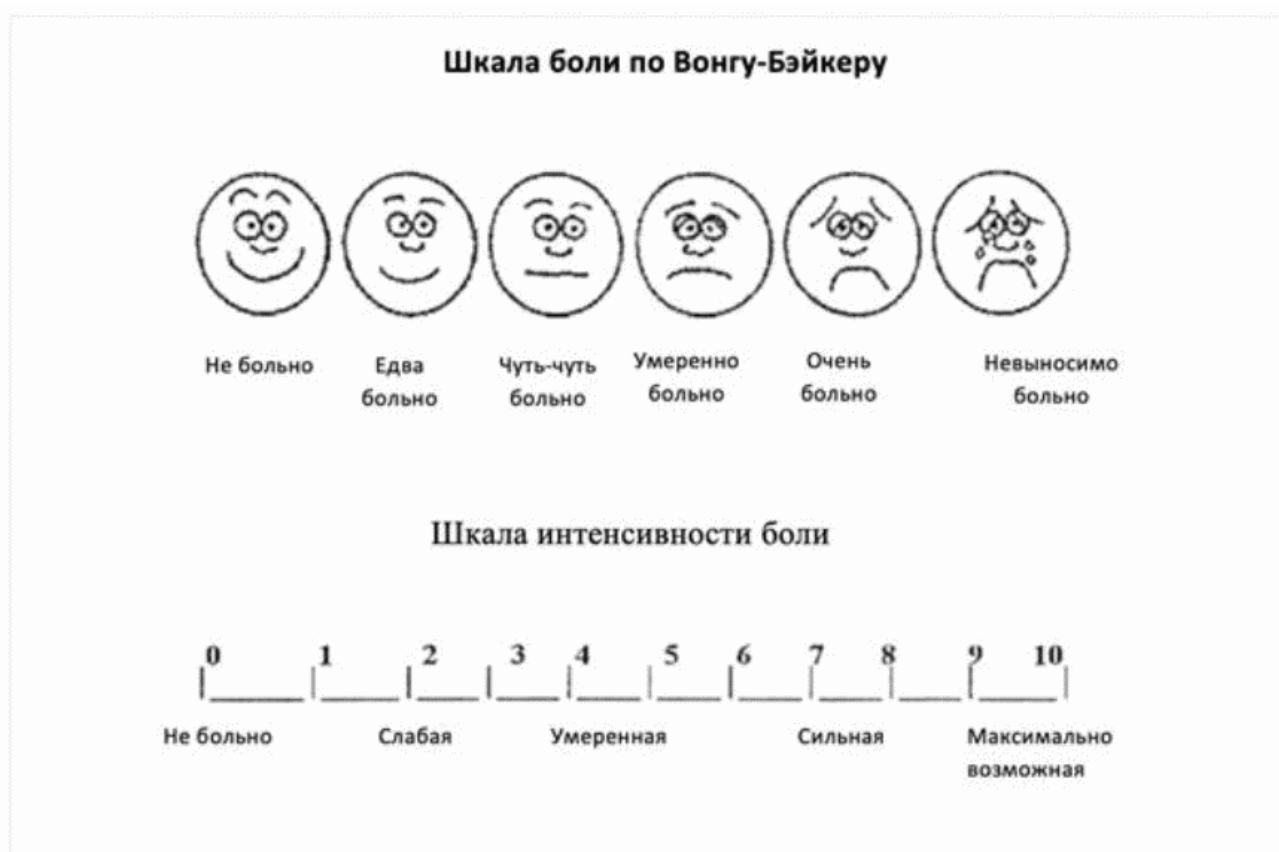 Шкала боли по Вонгу-Бэйкеру
Не больно
Едва
больно
Чуть-чуть
больно
Умеренно
больно
Очень
больно
Невыносимо
больно
Шкала интенсивности боли
0 1 2 3 4 5 6 7 8 9 10
Не больно Слабая Умеренная Сильная Максимально
возможная